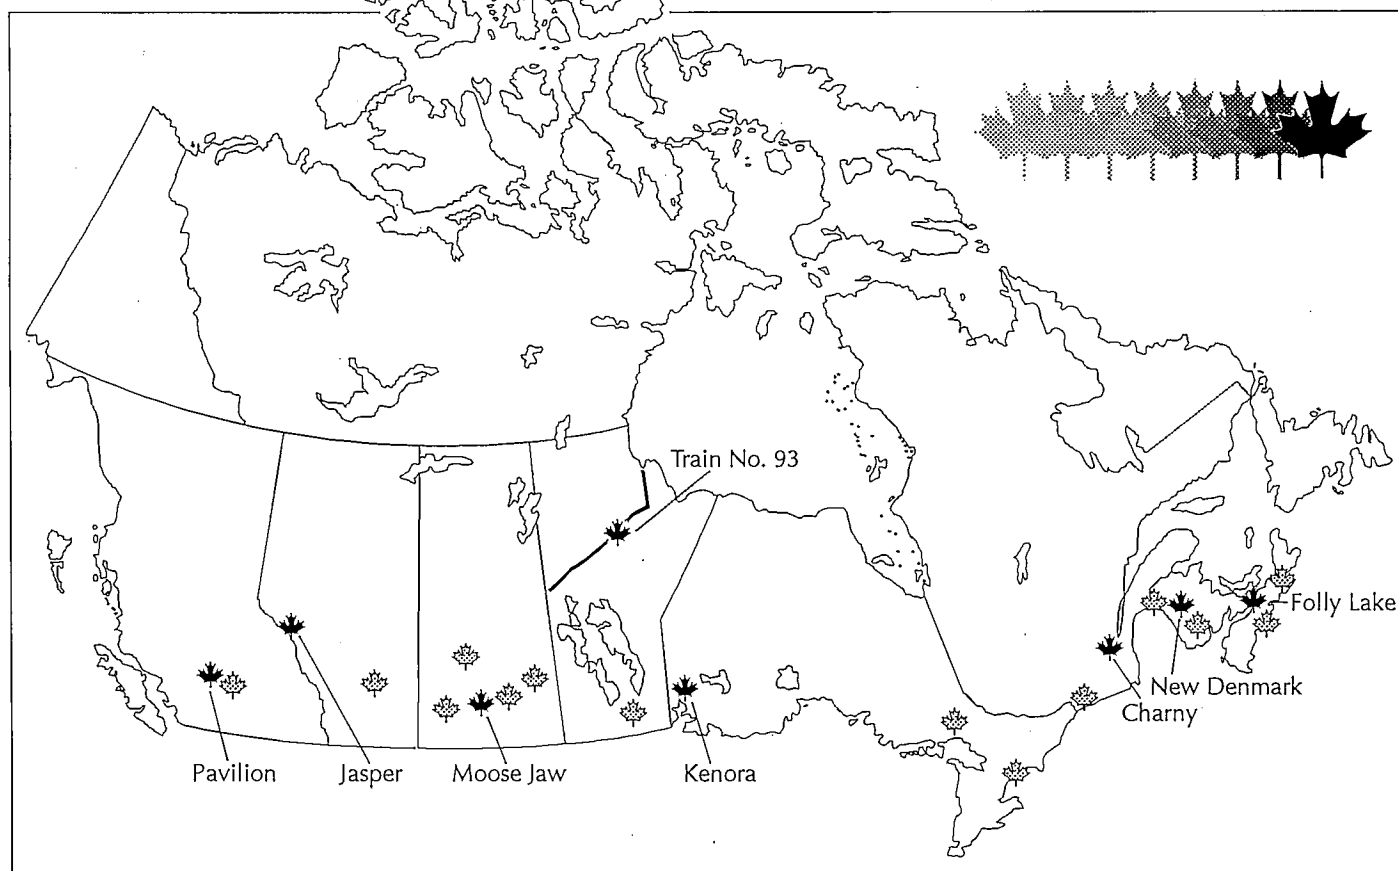 Train No. 93
Folly Lake
New Denmark
Charny
Pavilion
Jasper
Moose Jaw
Kenora